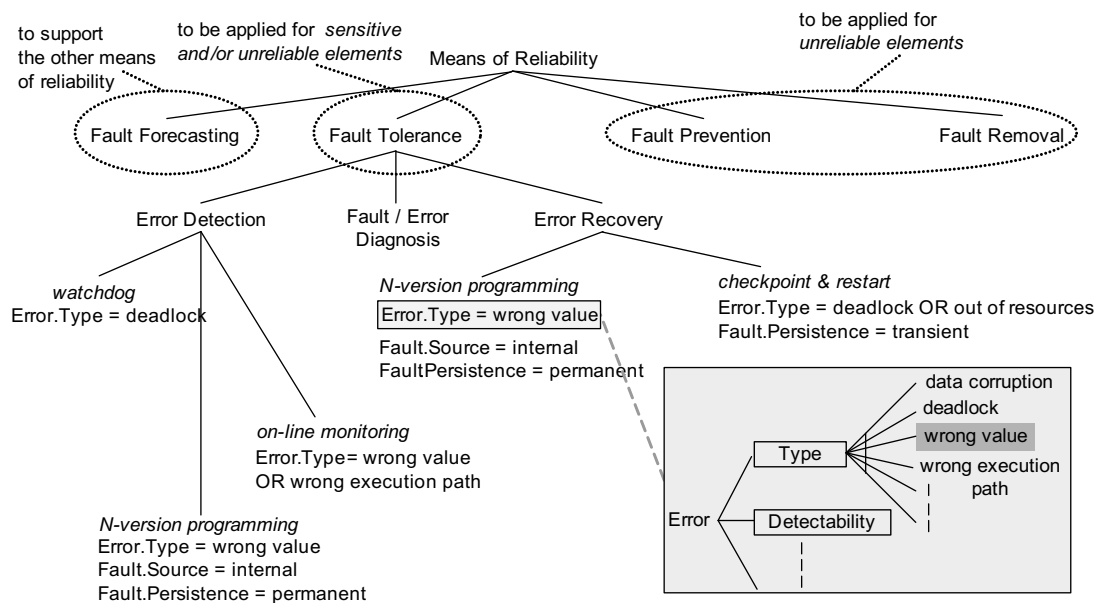 to support
the other means
of reliability
to be applied for sensitive
and/or unreliable elements
to be applied for
unreliable elements
Means of Reliability
Fault Forecasting
Fault Tolerance
Fault Prevention
Fault Removal
Error Detection
Fault / Error
Diagnosis
Error Recovery
watchdog
Error.Type = deadlock
N-version programming
Error.Type = wrong value
Fault.Source = internal
FaultPersistence = permanent
checkpoint & restart
Error.Type = deadlock OR out of resources
Fault.Persistence = transient
on-line monitoring
Error.Type= wrong value
OR wrong execution path
N-version programming
Error.Type = wrong value
Fault.Source = internal
Fault.Persistence = permanent
Error
Type
Detectability
data corruption
deadlock
wrong value
wrong execution
path